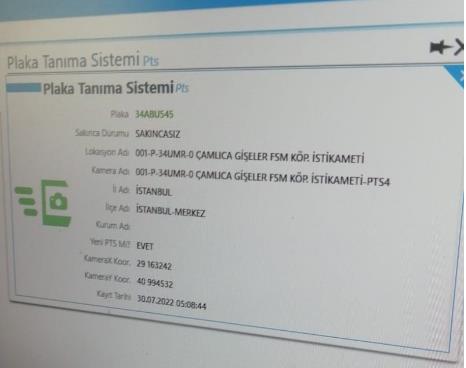 Plaka Tanıma Sistemi Pts
Plaka Tanıma Sistemi Pts
Plaka 34ABU545
Sakınca Durumu SAKINCASIZ
Lokasyon Adı 001-P-34UMR-0 ÇAMLICA GİŞELER FSM KÖP. İSTİKAMETİ
Kamera Adı 001-P-34UMR-0 ÇAMLICA GİŞELER FSM KÖP. İSTİKAMETİ-PTS4
İl Adı İSTANBUL
İlçe Adı İSTANBUL-MERKEZ
Kurum Adı
Yeni PTS Mi? EVET
KameraX Koor. 29 163242
KameraY Koor. 40 994532
Kayıt Tarihi 30.07.2022 05:08:44